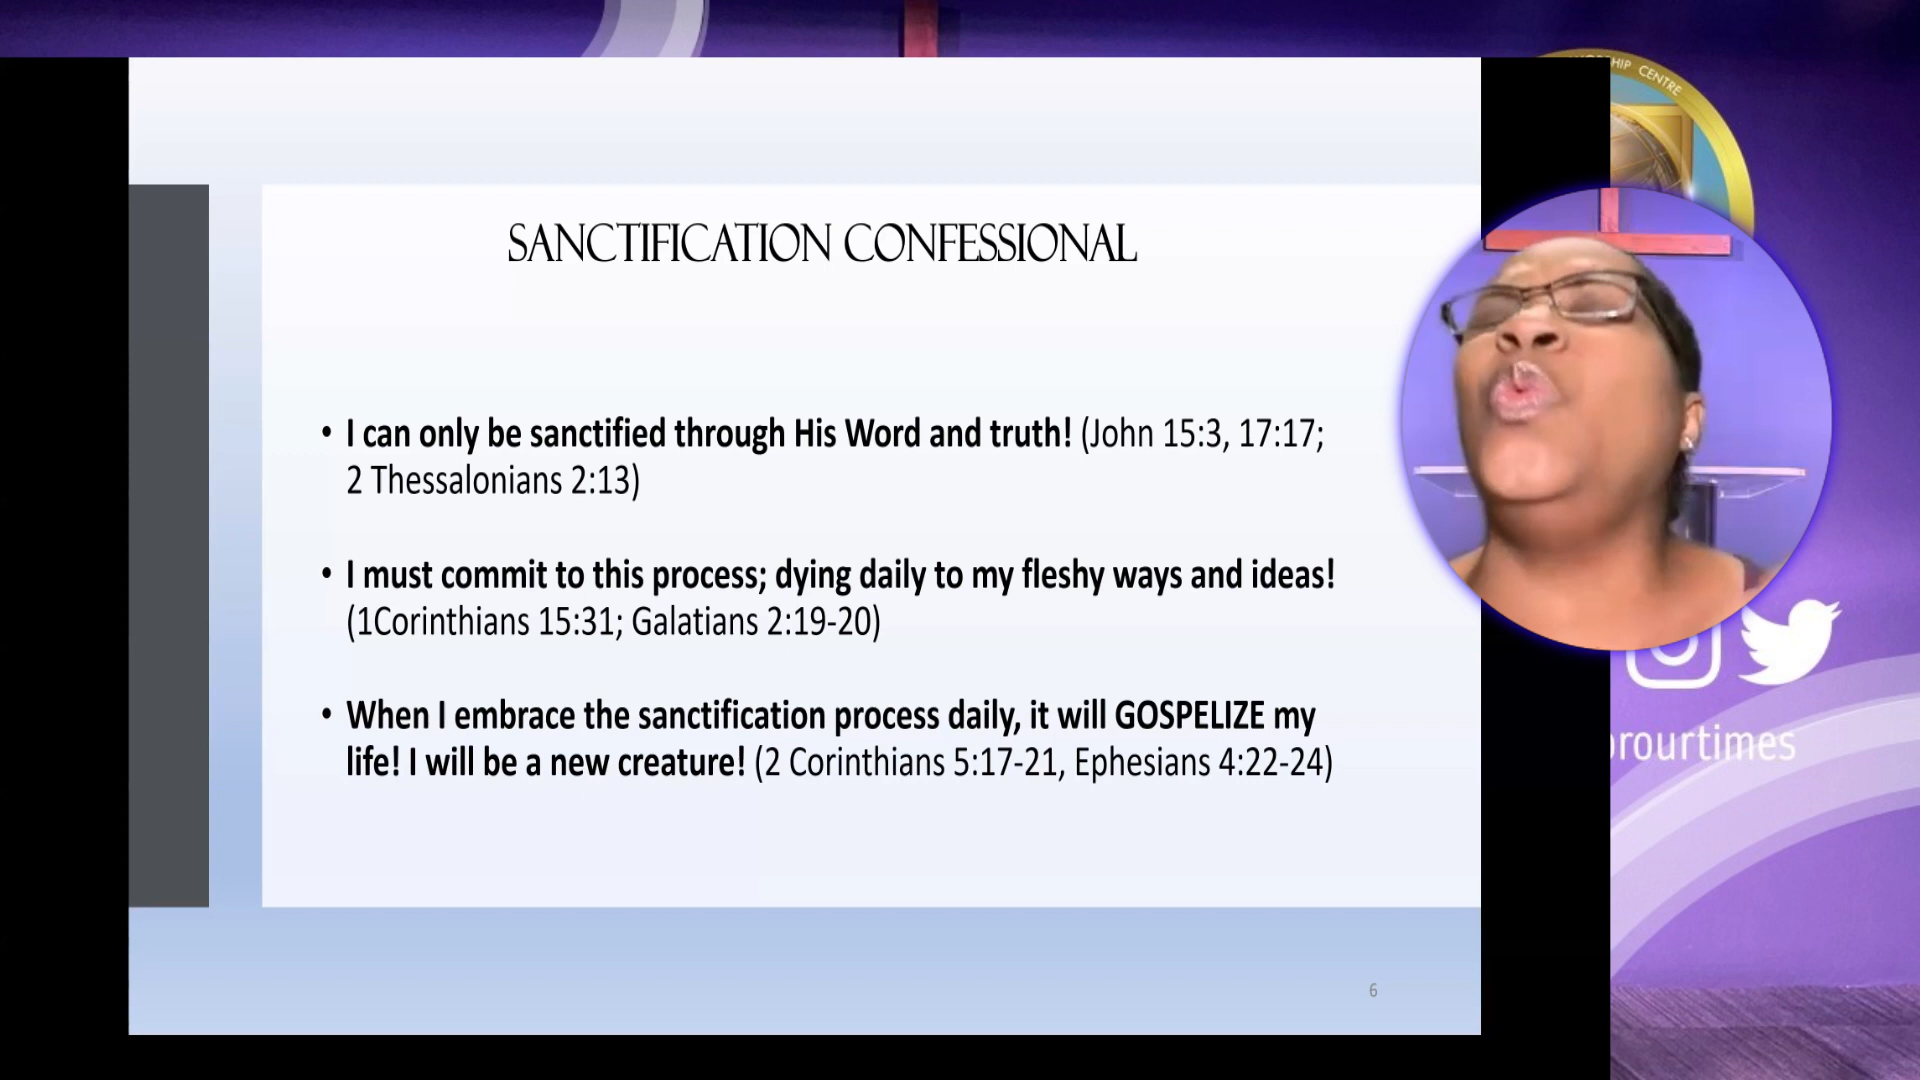 SHIP CENTRE
SANCTIFICATION CONFESSIONAL
• I can only be sanctified through His Word and truth! (John 15:3, 17:17;
2 Thessalonians 2:13)
• I must commit to this process; dying daily to my fleshy ways and ideas!
(1Corinthians 15:31; Galatians 2:19-20)
• When I embrace the sanctification process daily, it will GOSPELIZE my
life! I will be a new creature! (2 Corinthians 5:17-21, Ephesians 4:22-24)
rourtimes
6